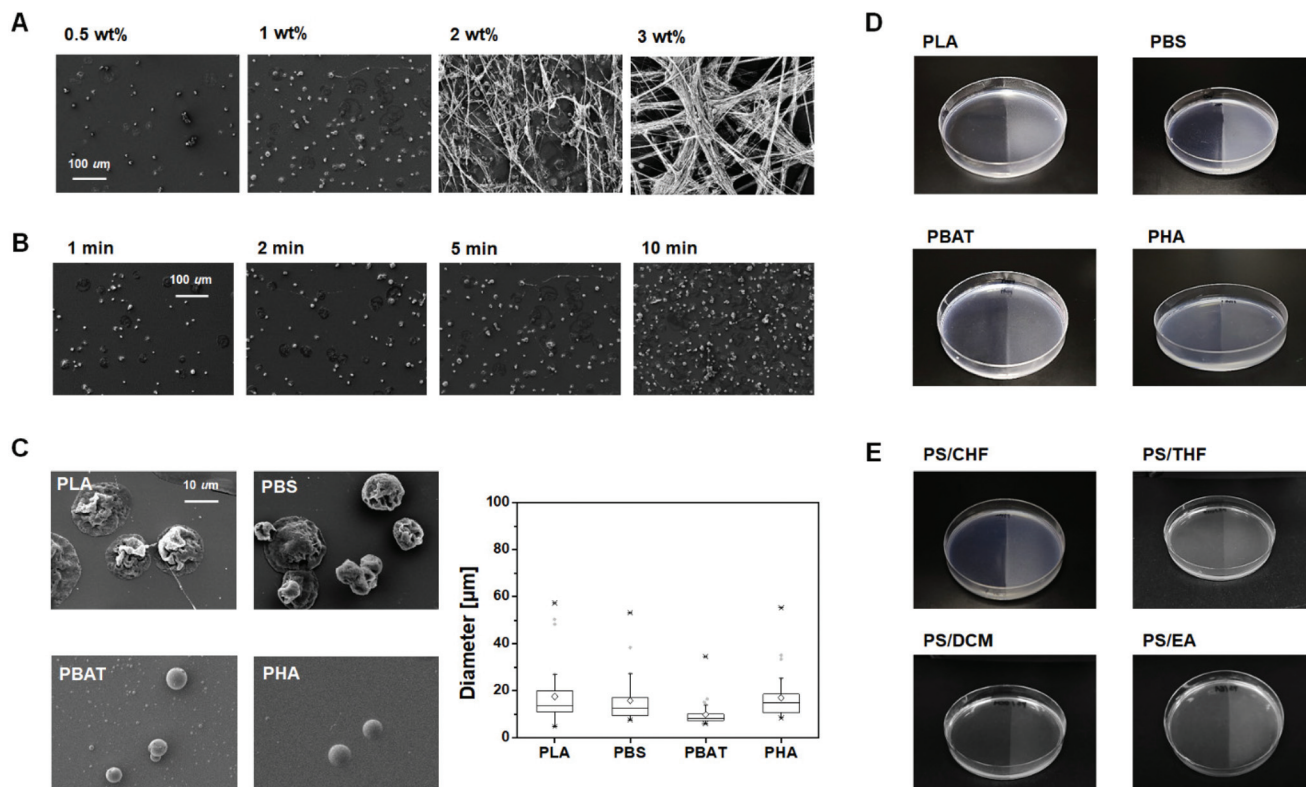 A
0.5 wt%
1 wt%
2 wt%
3 wt%
100 um
B
1 min
2 min
5 min
10 min
100 um
C
PLA
10 um
PBS
PBAT
PHA
Diameter [µm]
100
80
60
40
20
0
PLA
PBS
PBAT
PHA
D
PLA
PBS
PBAT
PHA
E
PS/CHF
PS/THF
PS/DCM
PS/EA